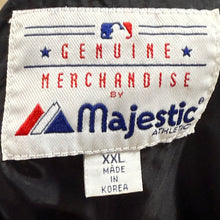 GENUINE
MERCHANDISE
BY
Majestic
ATHLETIC
XXL
MADE
IN
KOREA